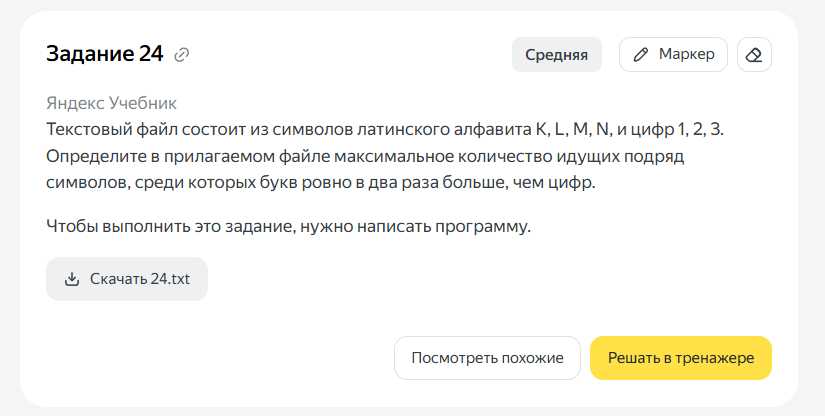 Задание 24
Средняя
Маркер
Яндекс Учебник
Текстовый файл состоит из символов латинского алфавита K, L, M, N, и цифр 1, 2, 3.
Определите в прилагаемом файле максимальное количество идущих подряд
символов, среди которых букв ровно в два раза больше, чем цифр.
Чтобы выполнить это задание, нужно написать программу.
Скачать 24.txt
Посмотреть похожие
Решать в тренажере